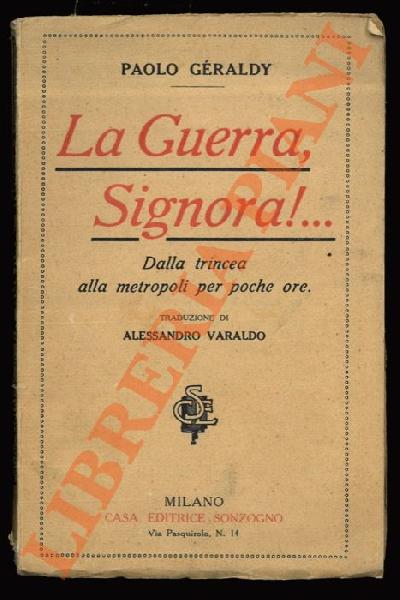 PAOLO GÉRALDY
La Guerra,
Signora!...
Dalla trincea
alla metropoli per poche ore.
TRADUZIONE DI
ALESSANDRO VARALDO
MILANO
CASA EDITRICE SONZOGNO
Via Pasquirolo, N. 14
LIBRERIA PIANI